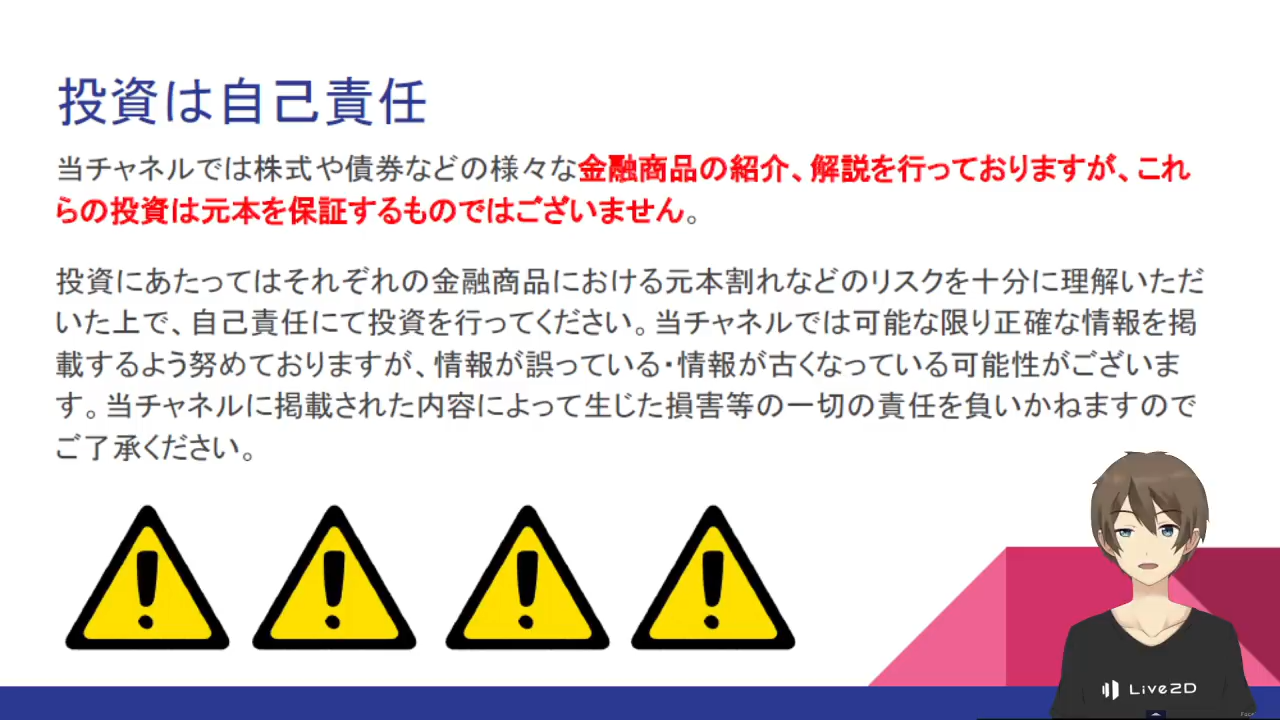 投資は自己責任
当チャネルでは株式や債券などの様々な金融商品の紹介、解説を行っておりますが、これ
らの投資は元本を保証するものではございません。
投資にあたってはそれぞれの金融商品における元本割れなどのリスクを十分に理解いただ
いた上で、自己責任にて投資を行ってください。当チャネルでは可能な限り正確な情報を掲
載するよう努めておりますが、情報が誤っている・情報が古くなっている可能性がございま
す。当チャネルに掲載された内容によって生じた損害等の一切の責任を負いかねますので
ご了承ください。
Live2D